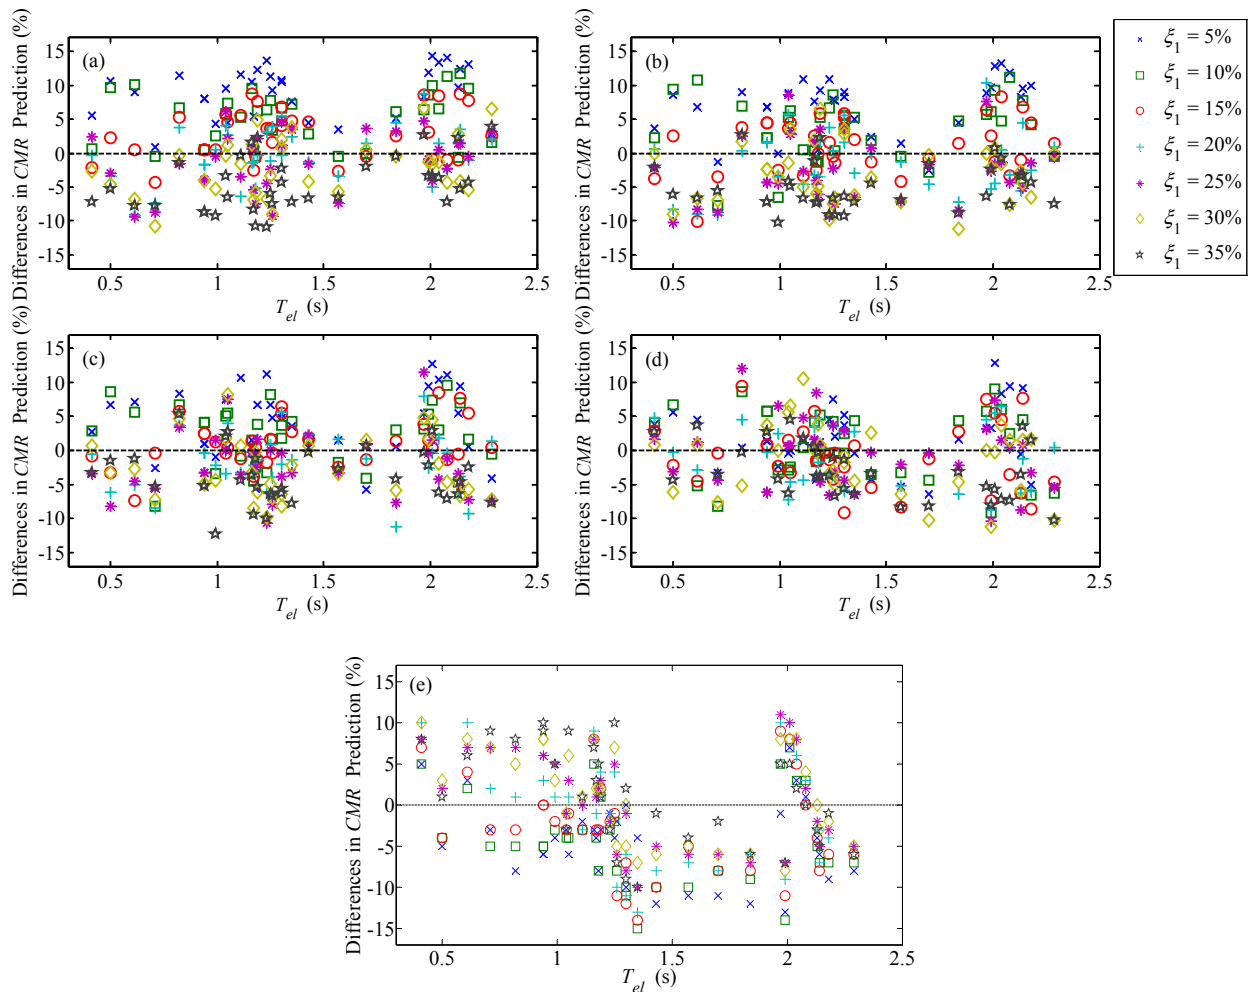 Differences in CMR Prediction (%)
15
10
5
0
-5
-10
-15
(a)
0.5 1 1.5 2 2.5
T_el (s)
Differences in CMR Prediction (%)
15
10
5
0
-5
-10
-15
(b)
0.5 1 1.5 2 2.5
T_el (s)
ξ₁ = 5%
ξ₁ = 10%
ξ₁ = 15%
ξ₁ = 20%
ξ₁ = 25%
ξ₁ = 30%
ξ₁ = 35%
Differences in CMR Prediction (%)
15
10
5
0
-5
-10
-15
(c)
0.5 1 1.5 2 2.5
T_el (s)
Differences in CMR Prediction (%)
15
10
5
0
-5
-10
-15
(d)
0.5 1 1.5 2 2.5
T_el (s)
Differences in CMR Prediction (%)
15
10
5
0
-5
-10
-15
(e)
0.5 1 1.5 2 2.5
T_el (s)